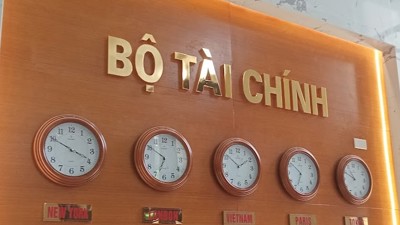 BỘ TÀI CHÍNH
NEW YORK
VIETNAM
PARIS